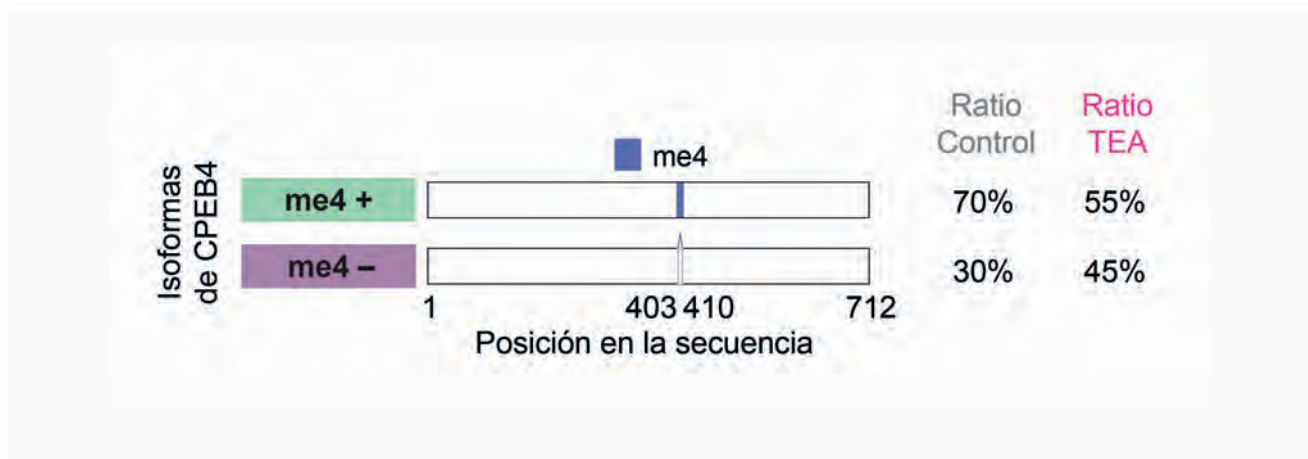 Ratio
Control
Ratio
TEA
me4
Isoformas
de CPEB4
me4 +
70%
55%
me4 –
30%
45%
1
403
410
712
Posición en la secuencia